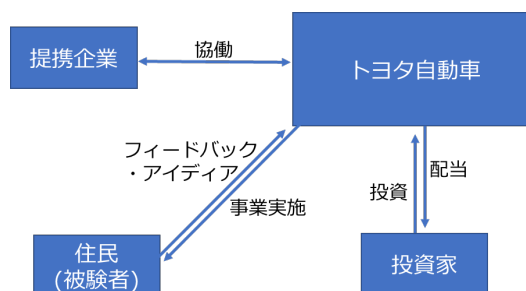 提携企業
協働
トヨタ自動車
フィードバック
・アイディア
事業実施
投資
配当
住民
(被験者)
投資家